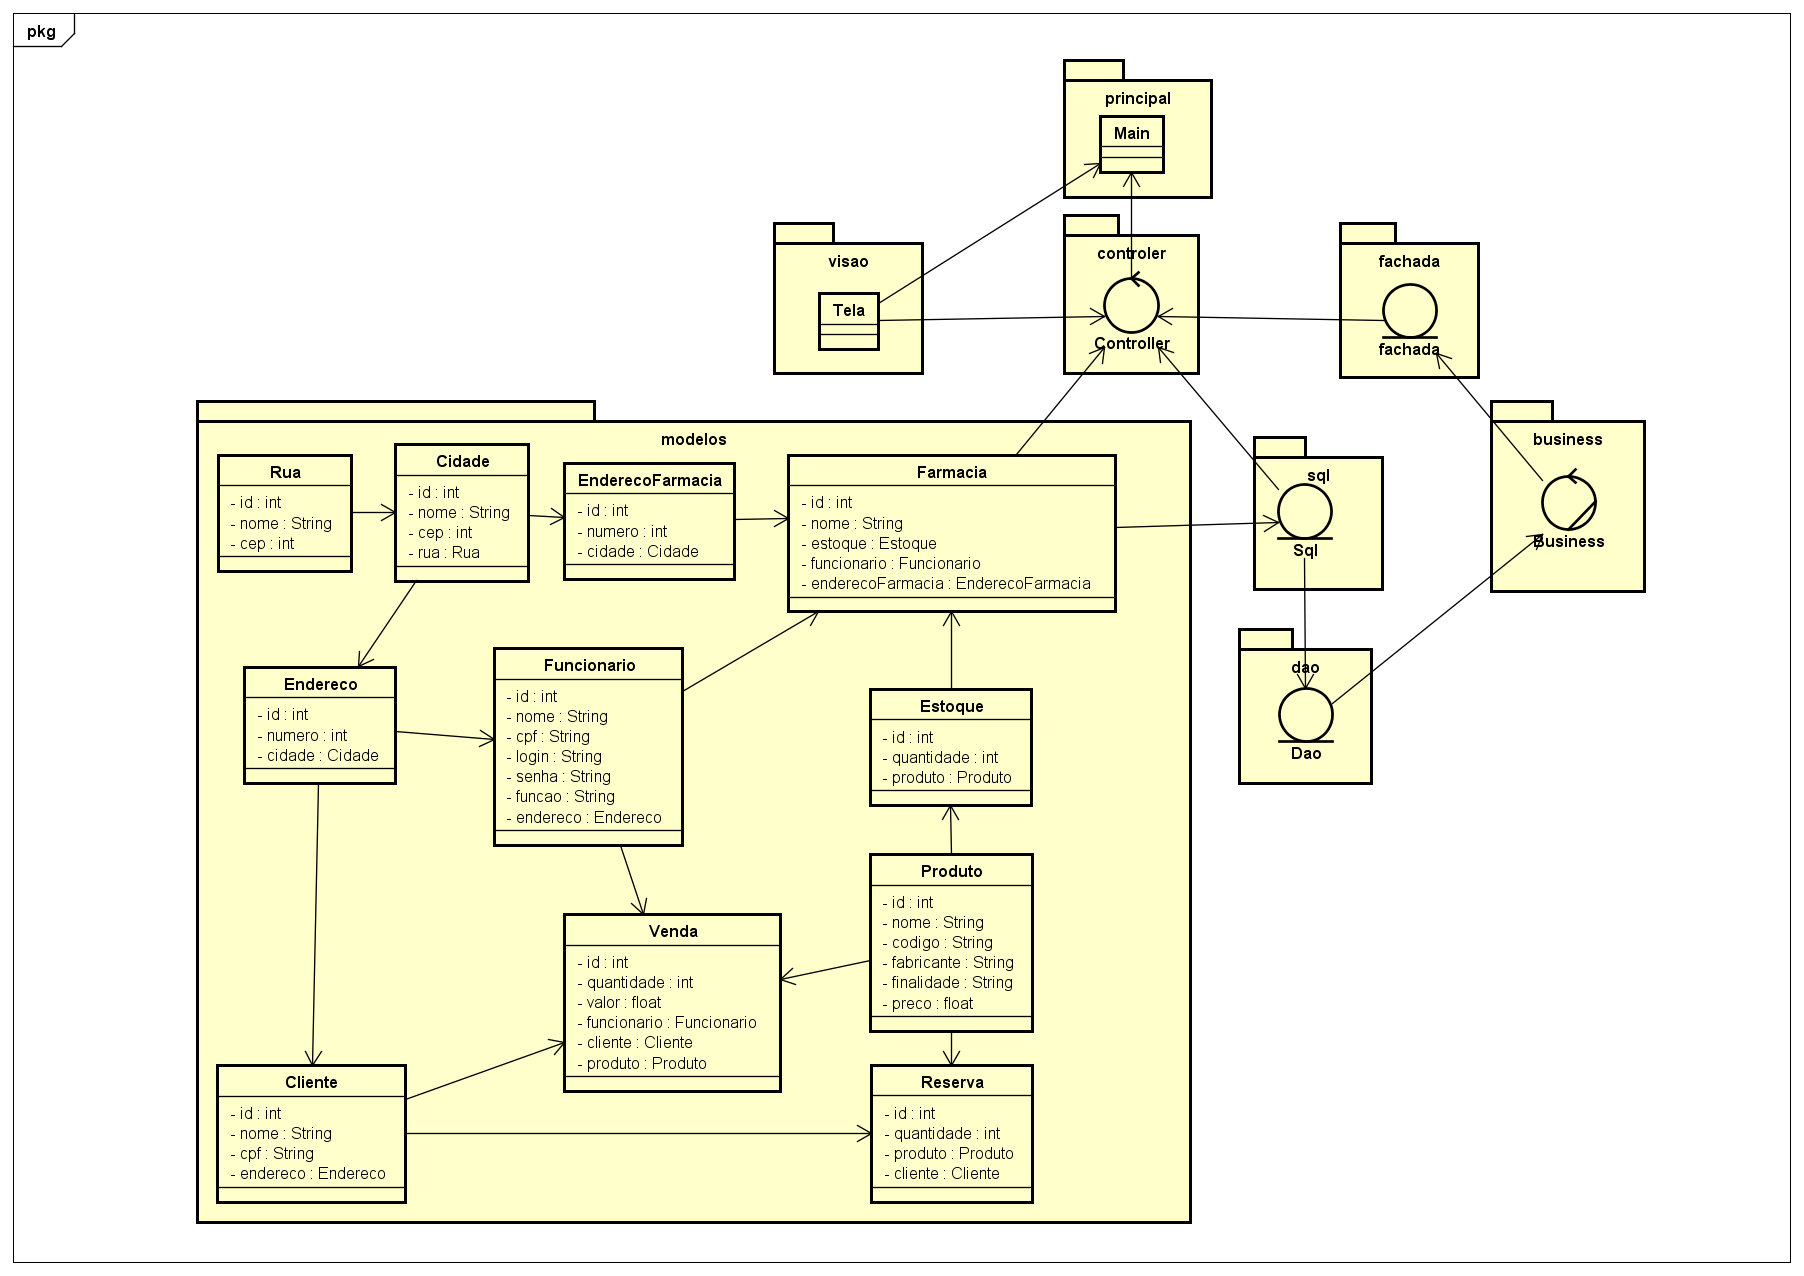 pkg
principal
Main
visao
Tela
controler
Controller
fachada
fachada
modelos
Rua
- id : int
- nome : String
- cep : int
Cidade
- id : int
- nome : String
- cep : int
- rua : Rua
EnderecoFarmacia
- id : int
- numero : int
- cidade : Cidade
Farmacia
- id : int
- nome : String
- estoque : Estoque
- funcionario : Funcionario
- enderecoFarmacia : EnderecoFarmacia
sql
Sql
business
Business
dao
Dao
Endereco
- id : int
- numero : int
- cidade : Cidade
Funcionario
- id : int
- nome : String
- cpf : String
- login : String
- senha : String
- funcao : String
- endereco : Endereco
Estoque
- id : int
- quantidade : int
- produto : Produto
Produto
- id : int
- nome : String
- codigo : String
- fabricante : String
- finalidade : String
- preco : float
Venda
- id : int
- quantidade : int
- valor : float
- funcionario : Funcionario
- cliente : Cliente
- produto : Produto
Cliente
- id : int
- nome : String
- cpf : String
- endereco : Endereco
Reserva
- id : int
- quantidade : int
- produto : Produto
- cliente : Cliente